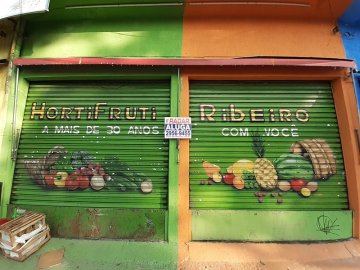 HORTIFRUTI RIBEIRO
A MAIS DE 30 ANOS COM VOCÊ
ALUGA